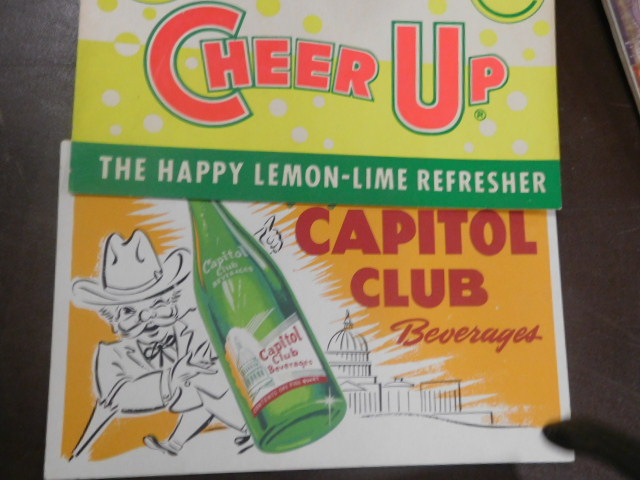 CHEER UP ®
THE HAPPY LEMON-LIME REFRESHER
CAPITOL
CLUB
Beverages
Capitol
Club
BEVERAGES
Capitol
Club
Beverages